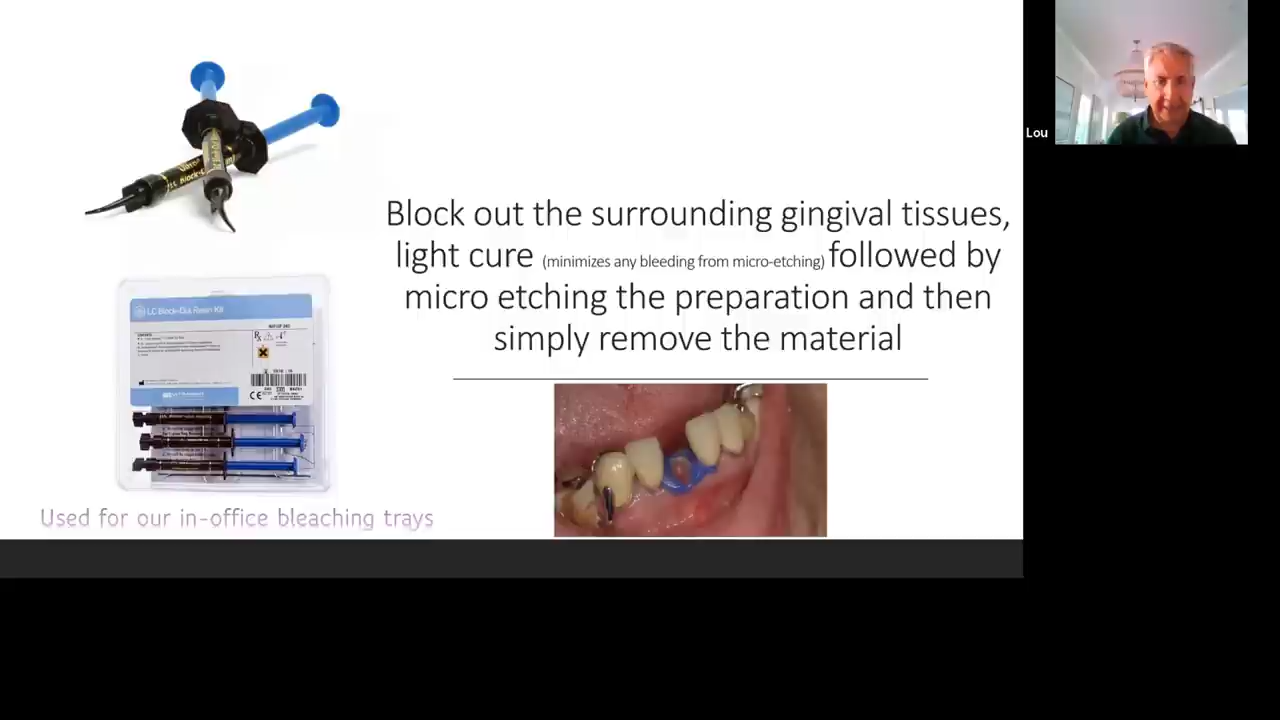 Lou
Block out the surrounding gingival tissues,
light cure (minimizes any bleeding from micro-etching) followed by
micro etching the preparation and then
simply remove the material
LC Block-Out Resin Kit
Used for our in-office bleaching trays